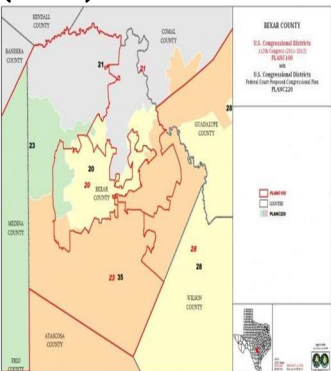 KENDALL
COUNTY
BANDERA
COUNTY
COMAL
COUNTY
21
21
28
GUADALUPE
COUNTY
23
20
20
BEXAR
COUNTY
MEDINA
COUNTY
28
28
23 35
WILSON
COUNTY
ATASCOSA
COUNTY
FRIO
COUNTY
BEXAR COUNTY
U.S. Congressional Districts
PLANC100
with
U.S. Congressional Districts
Federal Court Proposed Congressional Plan
PLANC220
PLANC100
COUNTIES
PLANC220